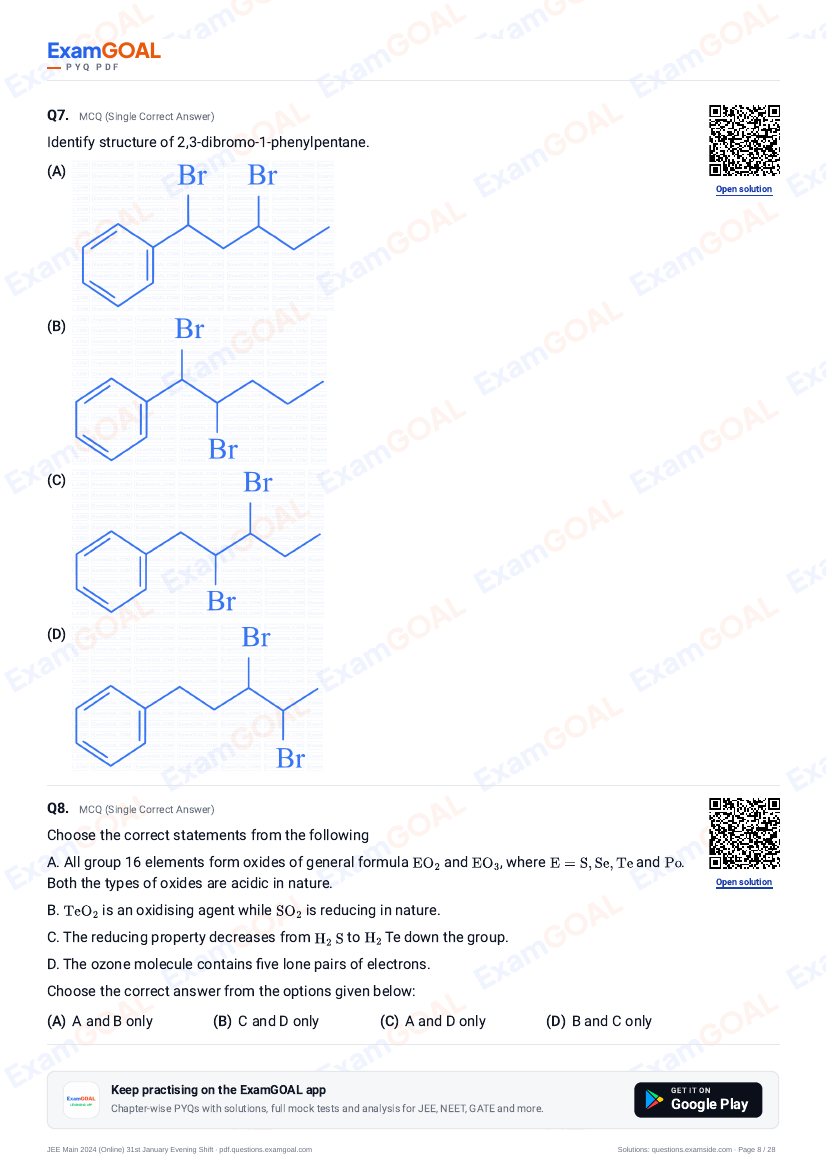 ExamGOAL
PYQ PDF
Q7. MCQ (Single Correct Answer)
Identify structure of 2,3-dibromo-1-phenylpentane.
Open solution
(A)
Br Br
(B)
Br
Br
(C)
Br
Br
(D)
Br
Br
Q8. MCQ (Single Correct Answer)
Choose the correct statements from the following
A. All group 16 elements form oxides of general formula EO₂ and EO₃, where E = S, Se, Te and Po.
Both the types of oxides are acidic in nature.
Open solution
B. TeO₂ is an oxidising agent while SO₂ is reducing in nature.
C. The reducing property decreases from H₂ S to H₂ Te down the group.
D. The ozone molecule contains five lone pairs of electrons.
Choose the correct answer from the options given below:
(A) A and B only (B) C and D only (C) A and D only (D) B and C only
Keep practising on the ExamGOAL app
Chapter-wise PYQs with solutions, full mock tests and analysis for JEE, NEET, GATE and more.
GET IT ON
Google Play
JEE Main 2024 (Online) 31st January Evening Shift · pdf.questions.examgoal.com
Solutions: questions.examside.com · Page 8 / 28